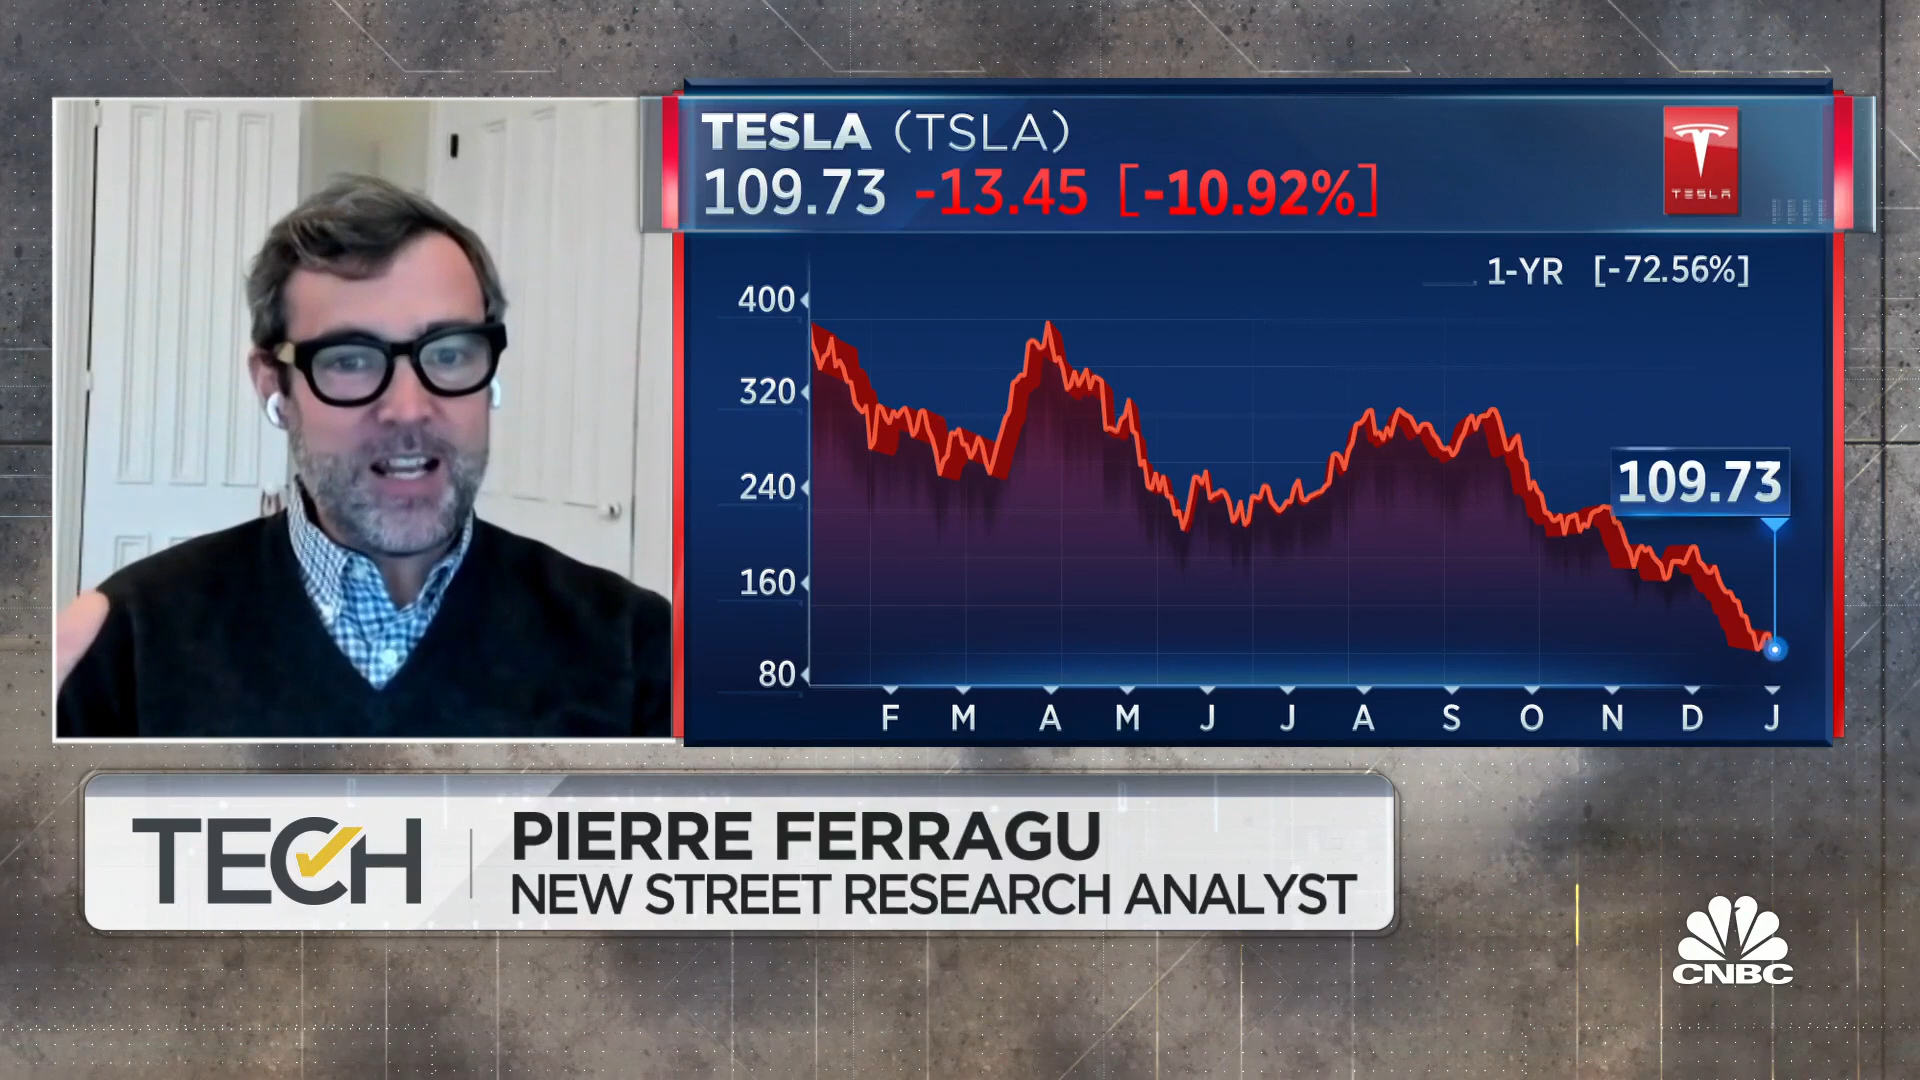 TESLA (TSLA)
109.73 -13.45 [-10.92%]
TESLA
1-YR [-72.56%]
400
320
240
160
80
109.73
F M A M J J A S O N D J
TECH
PIERRE FERRAGU
NEW STREET RESEARCH ANALYST
CNBC